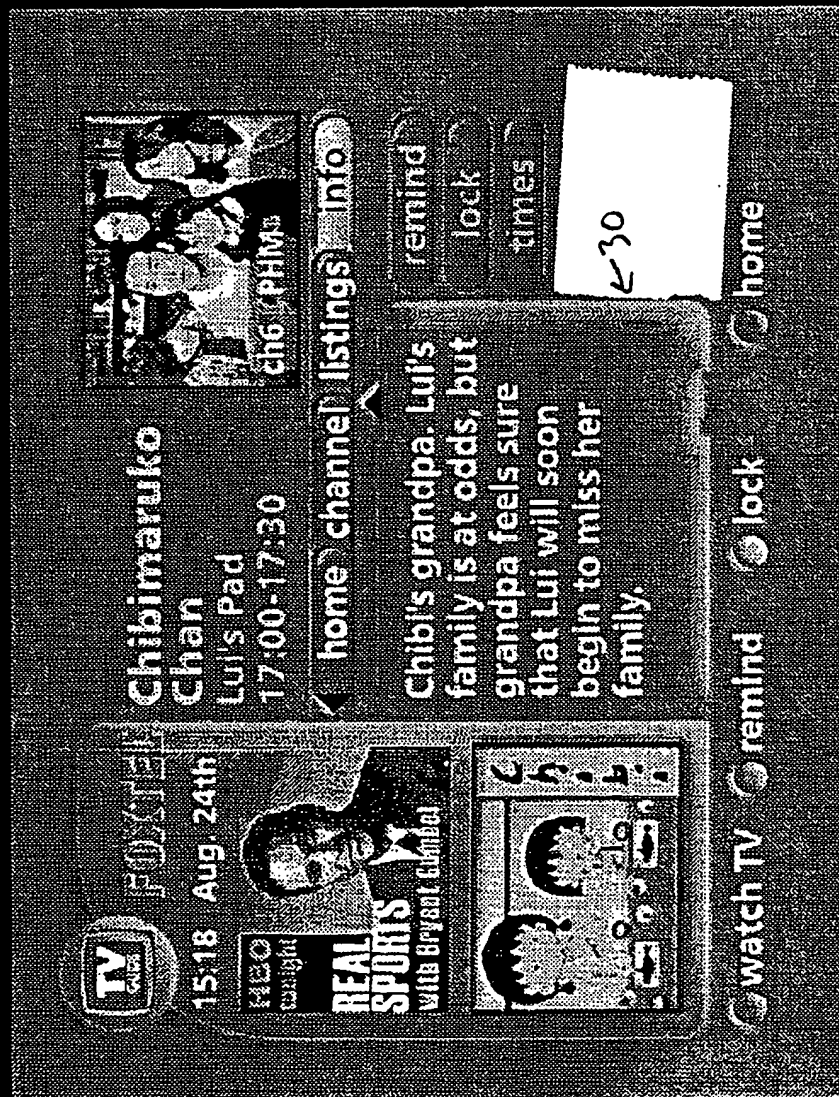 TV
GUIDE
FOXTEL
15:18 Aug. 24th
HBO
tonight
REAL
SPORTS
with Bryant Gumbel
Chibimaruko
Chan
Lui's Pad
17:00-17:30
ch6 CPHM
home channel listings info
Chibi's grandpa. Lui's
family is at odds, but
grandpa feels sure
that Lui will soon
begin to miss her
family.
remind
lock
times
←30
watch TV remind lock home